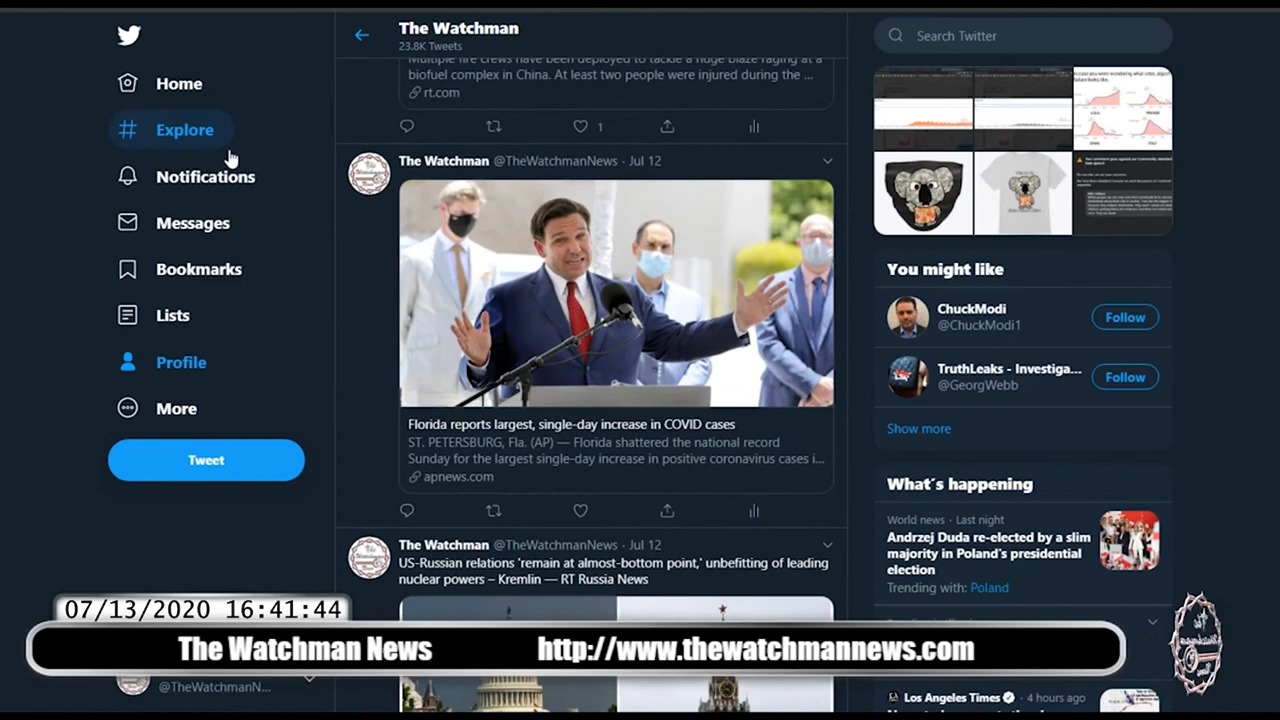 Home
Explore
Notifications
Messages
Bookmarks
Lists
Profile
More
Tweet
The Watchman
23.8K Tweets
Multiple fire crews have been deployed to tackle a huge blaze raging at a
biofuel complex in China. At least two people were injured during the ...
rt.com
1
The Watchman @TheWatchmanNews · Jul 12
Florida reports largest, single-day increase in COVID cases
ST. PETERSBURG, Fla. (AP) — Florida shattered the national record
Sunday for the largest single-day increase in positive coronavirus cases i...
apnews.com
The Watchman @TheWatchmanNews · Jul 12
US-Russian relations 'remain at almost-bottom point,' unbefitting of leading
nuclear powers – Kremlin — RT Russia News
Search Twitter
You might like
ChuckModi
@ChuckModi1
Follow
TruthLeaks - Investiga...
@GeorgWebb
Follow
Show more
What's happening
World news · Last night
Andrzej Duda re-elected by a slim
majority in Poland's presidential
election
Trending with: Poland
Los Angeles Times · 4 hours ago
07/13/2020 16:41:44
The Watchman News http://www.thewatchmannews.com
@TheWatchmanN...